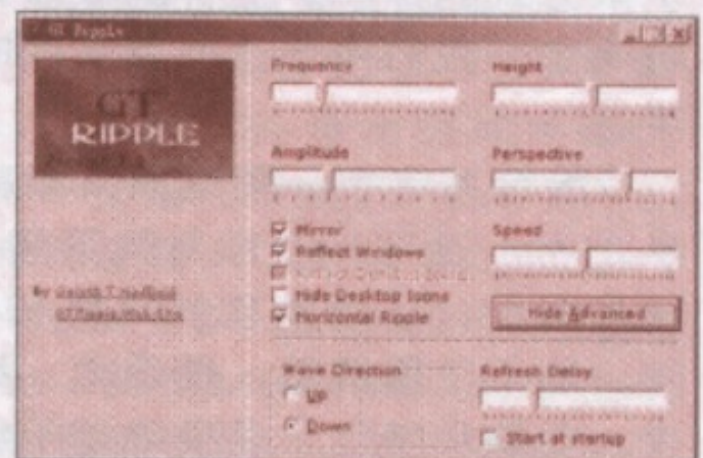 GT Ripple
GT
RIPPLE
Frequency
Height
Amplitude
Perspective
Mirror
Reflect Windows
Hide Desktop Icons
Horizontal Ripple
Speed
Hide Advanced
By
Wave Direction
Up
Down
Refresh Delay
Start at startup